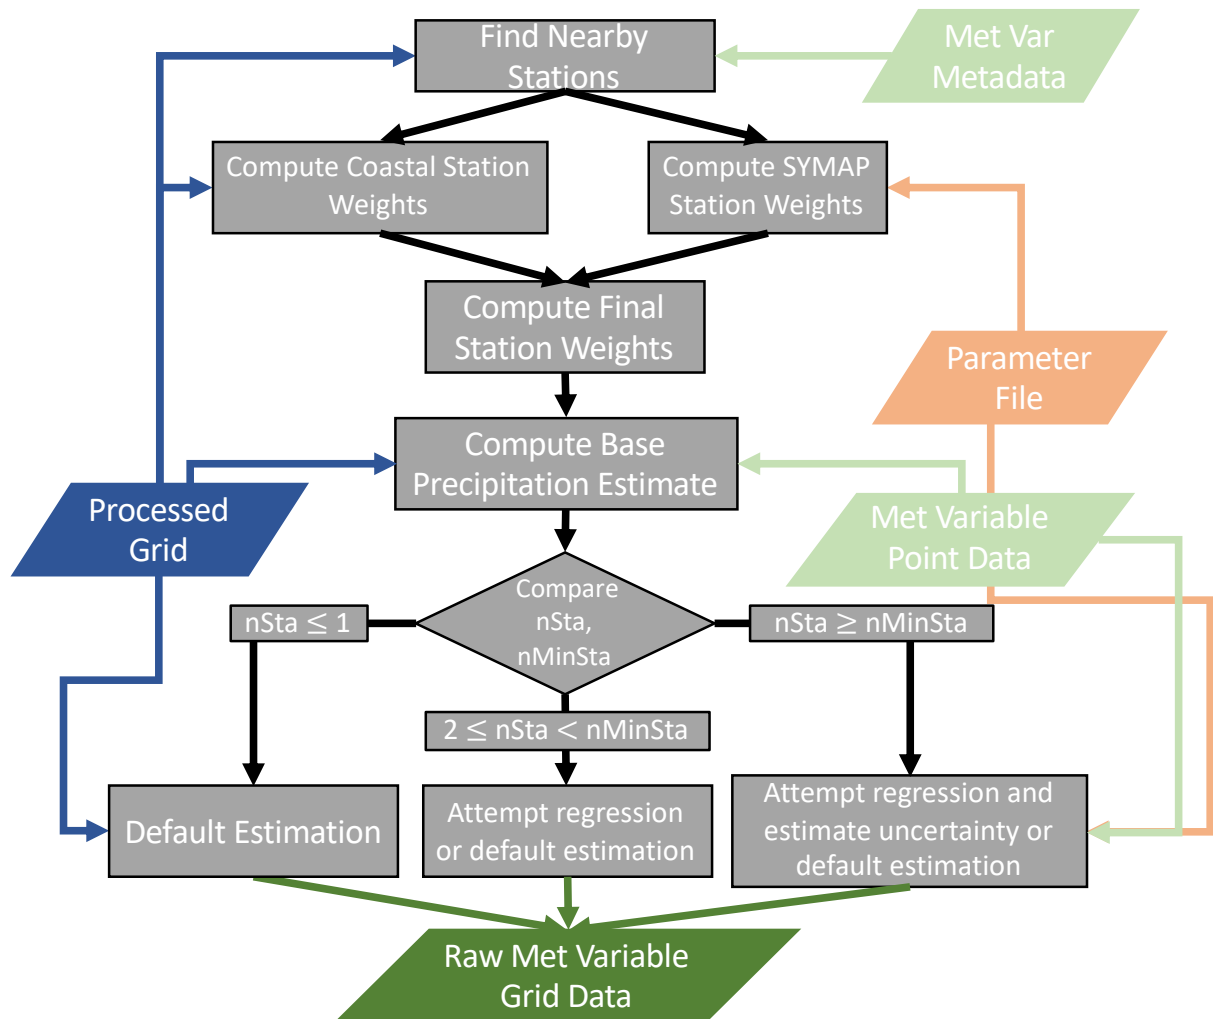 Find Nearby
Stations
Met Var
Metadata
Compute Coastal Station
Weights
Compute SYMAP
Station Weights
Compute Final
Station Weights
Parameter
File
Compute Base
Precipitation Estimate
Processed
Grid
Met Variable
Point Data
Compare
nSta,
nMinSta
nSta ≤ 1
nSta ≥ nMinSta
2 ≤ nSta < nMinSta
Default Estimation
Attempt regression
or default estimation
Attempt regression and
estimate uncertainty or
default estimation
Raw Met Variable
Grid Data